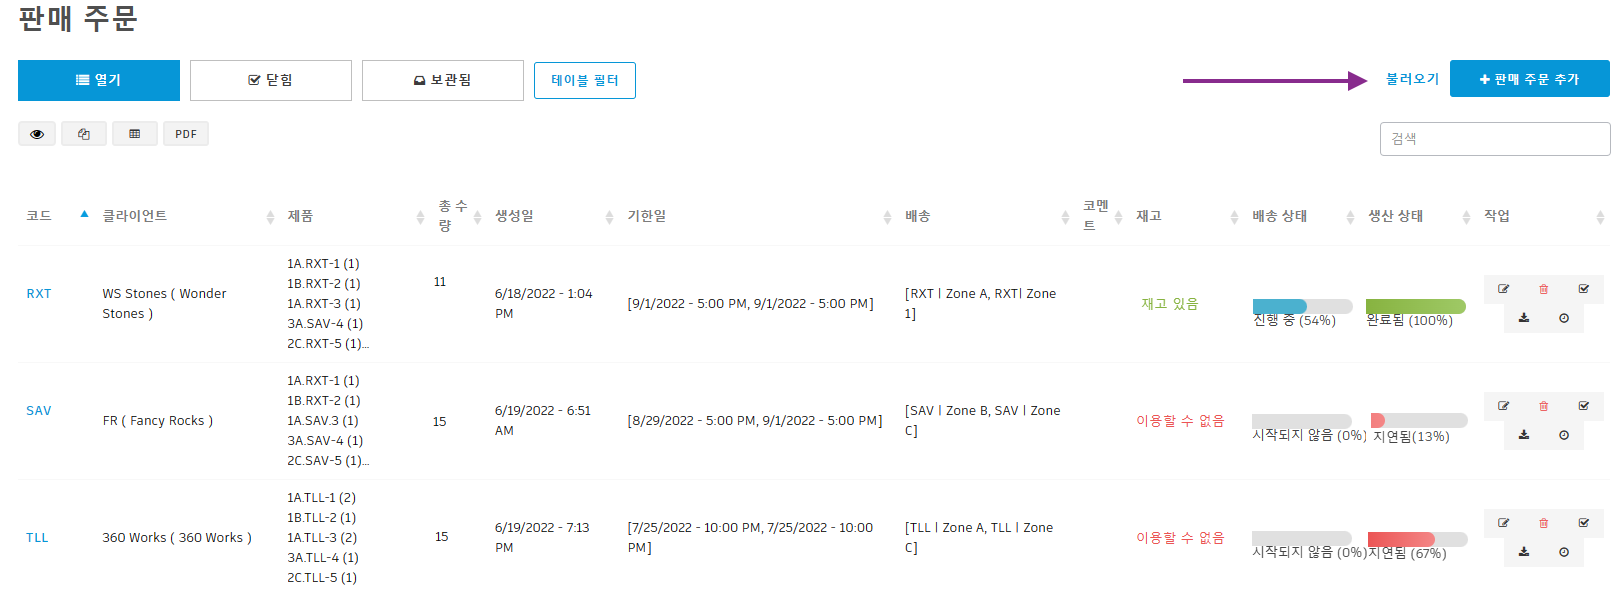 판매 주문
열기
닫힘
보관됨
테이블 필터
불러오기
판매 주문 추가
PDF
검색
코드 클라이언트 제품 총 수량 생성일 기한일 배송 코멘트 재고 배송 상태 생산 상태 작업
RXT
WS Stones ( Wonder
Stones )
1A.RXT-1 (1)
1B.RXT-2 (1)
1A.RXT-3 (1)
3A.SAV-4 (1)
2C.RXT-5 (1)...
11
6/18/2022 - 1:04
PM
[9/1/2022 - 5:00 PM, 9/1/2022 - 5:00 PM]
[RXT | Zone A, RXT| Zone
1]
재고 있음
진행 중 (54%)
완료됨 (100%)
SAV
FR ( Fancy Rocks )
1A.RXT-1 (1)
1B.RXT-2 (1)
1A.SAV.3 (1)
3A.SAV-4 (1)
2C.SAV-5 (1)...
15
6/19/2022 - 6:51
AM
[8/29/2022 - 5:00 PM, 9/1/2022 - 5:00 PM]
[SAV | Zone B, SAV | Zone
C]
이용할 수 없음
시작되지 않음 (0%)
지연됨(13%)
TLL
360 Works ( 360 Works )
1A.TLL-1 (2)
1B.TLL-2 (1)
1A.TLL-3 (2)
3A.TLL-4 (1)
2C.TLL-5 (1)
15
6/19/2022 - 7:13
PM
[7/25/2022 - 10:00 PM, 7/25/2022 - 10:00
PM]
[TLL | Zone A, TLL | Zone
C]
이용할 수 없음
시작되지 않음 (0%)
지연됨 (67%)